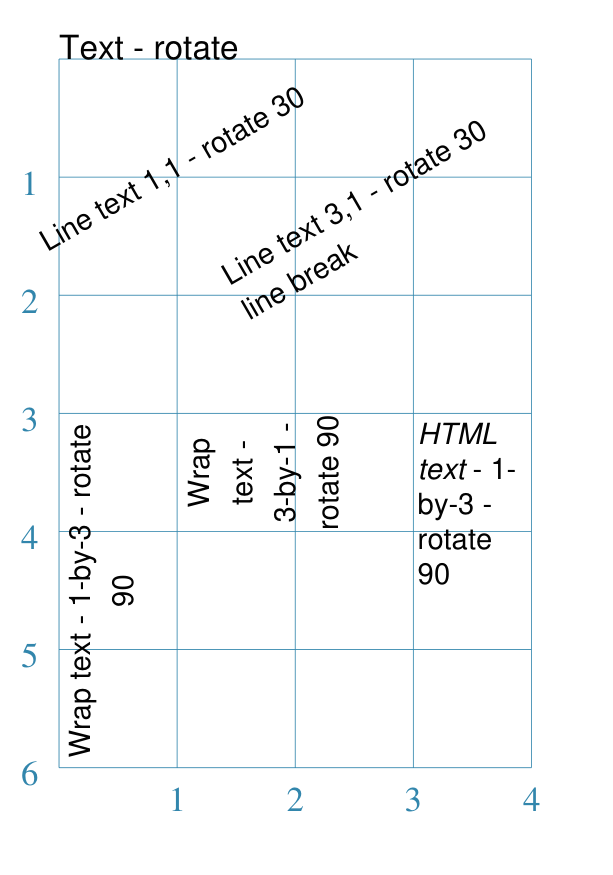 Text - rotate
Line text 1,1 - rotate 30
Line text 3,1 - rotate 30
line break
1
2
3
4
5
6
Wrap text - 1-by-3 - rotate
90
Wrap
text -
3-by-1 -
rotate 90
HTML
text - 1-
by-3 -
rotate
90
1
2
3
4